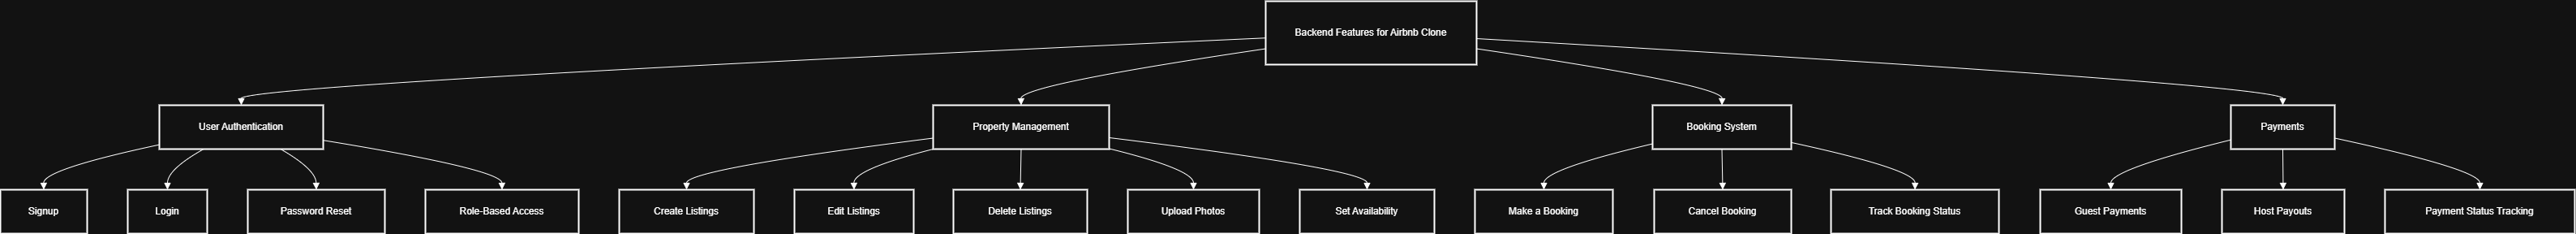 Backend Features for Airbnb Clone
User Authentication
Property Management
Booking System
Payments
Signup
Login
Password Reset
Role-Based Access
Create Listings
Edit Listings
Delete Listings
Upload Photos
Set Availability
Make a Booking
Cancel Booking
Track Booking Status
Guest Payments
Host Payouts
Payment Status Tracking